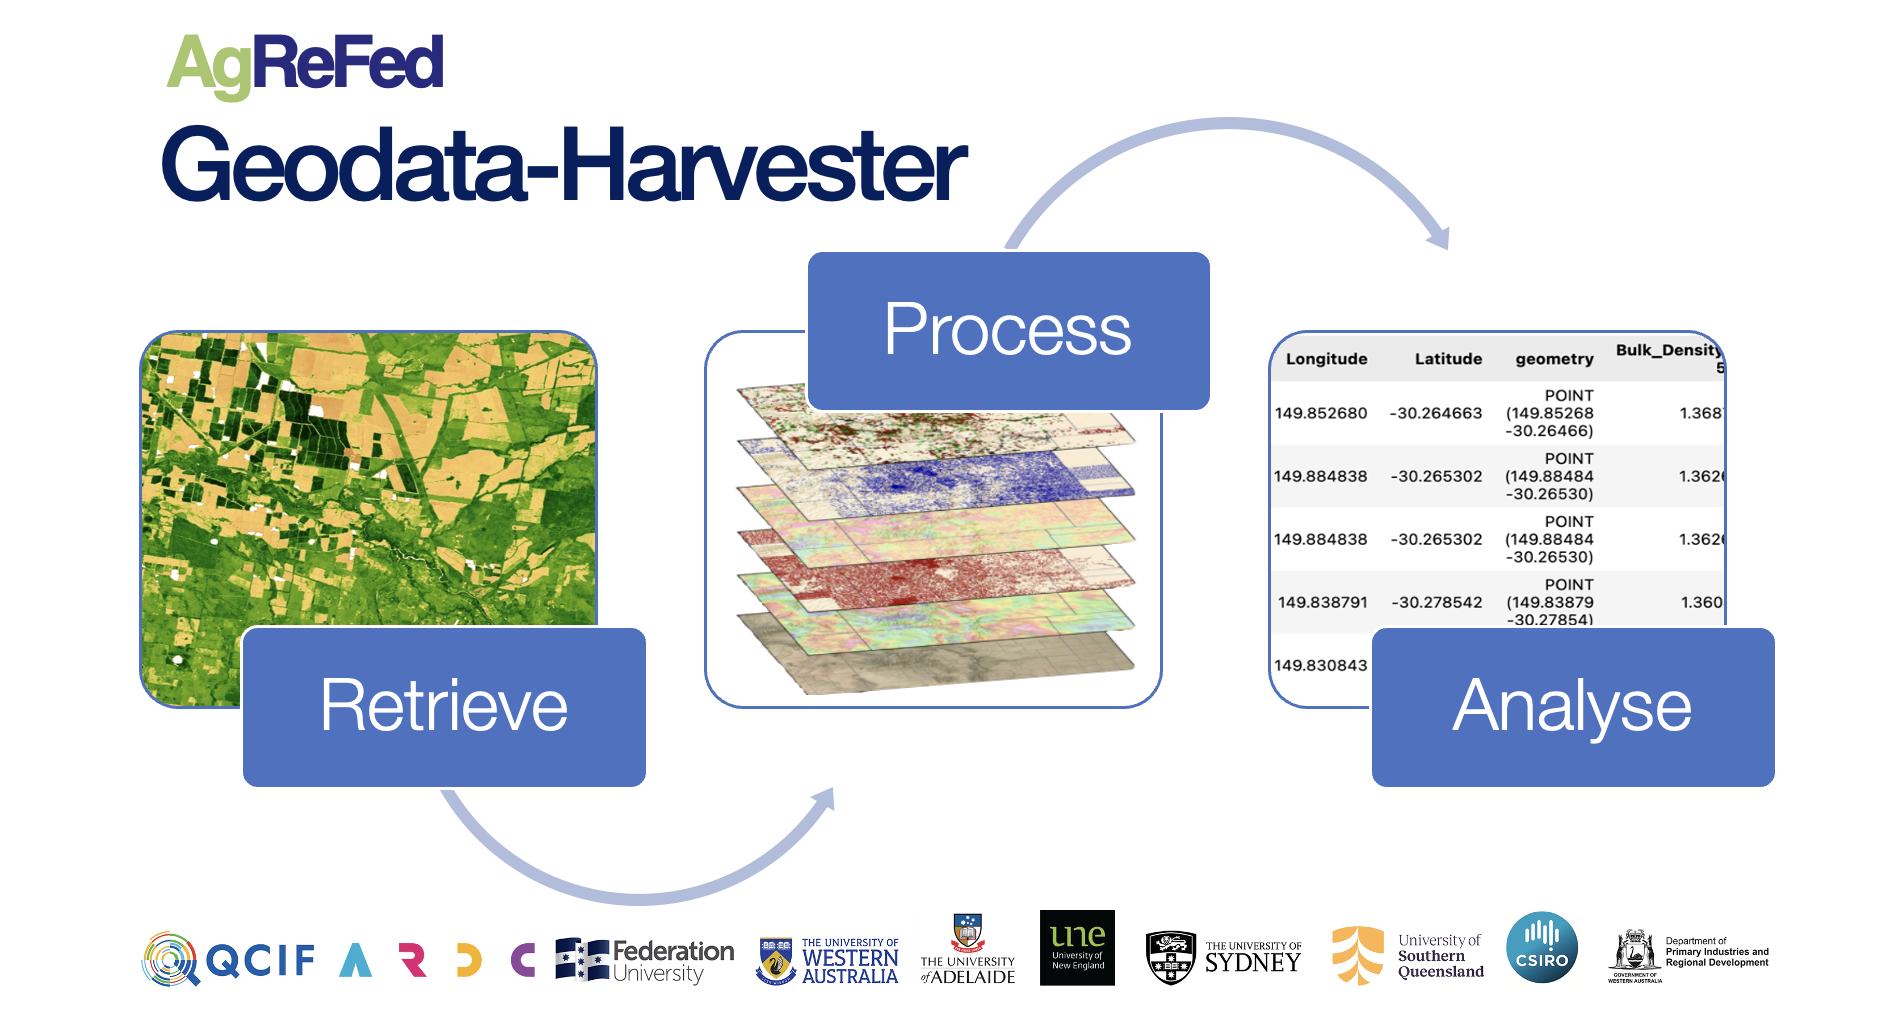 AgReFed
Geodata-Harvester
Process
Retrieve
Analyse
Longitude Latitude geometry Bulk_Density
5
149.852680 -30.264663 POINT
(149.85268
-30.26466) 1.368
149.884838 -30.265302 POINT
(149.88484
-30.26530) 1.362
149.884838 -30.265302 POINT
(149.88484
-30.26530) 1.362
149.838791 -30.278542 POINT
(149.83879
-30.27854) 1.360
149.830843
QCIF
ARDC
Federation
University
THE UNIVERSITY OF
WESTERN
AUSTRALIA
THE UNIVERSITY
of ADELAIDE
une
University of
New England
THE UNIVERSITY OF
SYDNEY
University of
Southern
Queensland
CSIRO
GOVERNMENT OF
WESTERN AUSTRALIA
Department of
Primary Industries and
Regional Development